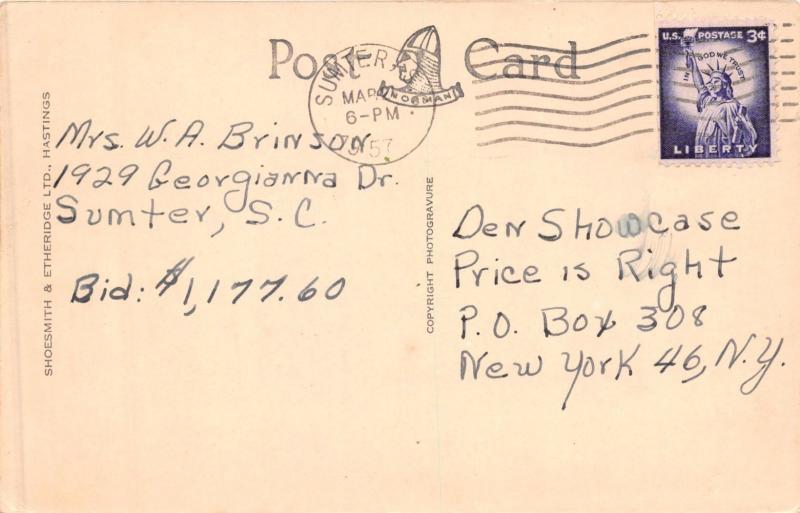 Post Card
NORMAN
SUMTER, S.C.
6-PM
U.S. POSTAGE 3¢
IN GOD WE TRUST
LIBERTY
SHOESMITH & ETHERIDGE LTD., HASTINGS
Mrs. W. A. Brinson
1929 Georgianna Dr.
Sumter, S. C.
Bid: $1,177.60
COPYRIGHT PHOTOGRAVURE
Den Showcase
Price is Right
P.O. Box 308
New York 46, N.Y.